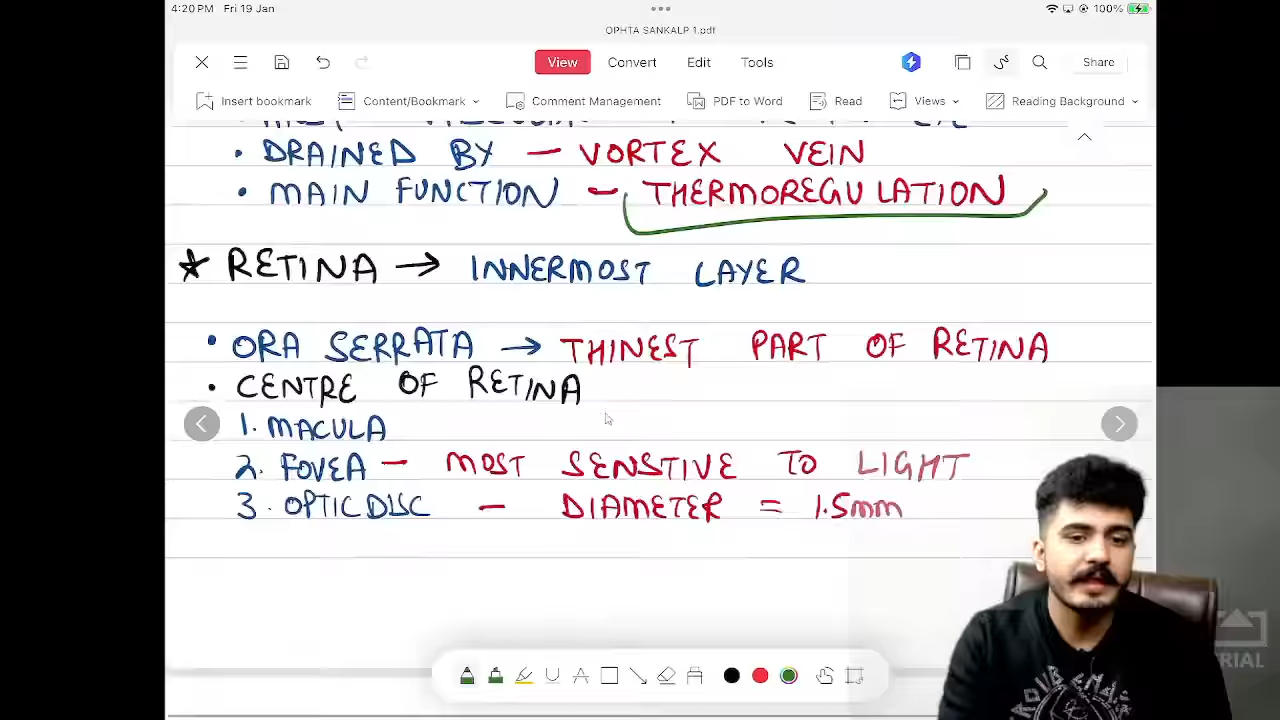 4:20 PM Fri 19 Jan
100%
OPHTA SANKALP 1.pdf
View Convert Edit Tools Share
Insert bookmark Content/Bookmark Comment Management PDF to Word Read Views Reading Background
• DRAINED BY — VORTEX VEIN
• MAIN FUNCTION — THERMOREGULATION
★ RETINA → INNERMOST LAYER
• ORA SERRATA → THINEST PART OF RETINA
• CENTRE OF RETINA
1. MACULA
2. FOVEA — MOST SENSTIVE TO LIGHT
3. OPTIC DISC — DIAMETER = 1.5mm
RIAL